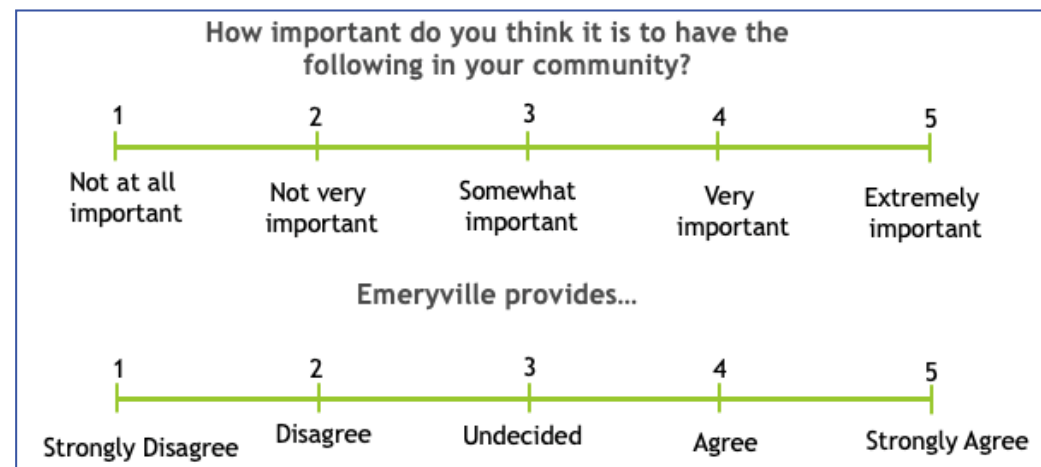 How important do you think it is to have the
following in your community?
1 2 3 4 5
Not at all important
Not very important
Somewhat important
Very important
Extremely important
Emeryville provides…
1 2 3 4 5
Strongly Disagree Disagree Undecided Agree Strongly Agree